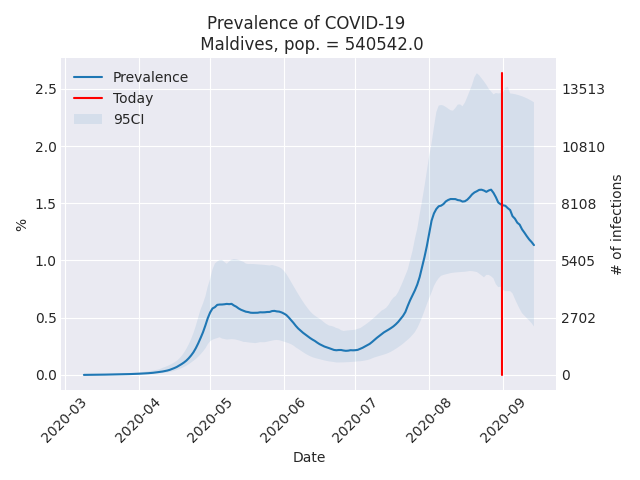 Prevalence of COVID-19
Maldives, pop. = 540542.0
Prevalence
Today
95CI
2.5
2.0
1.5
1.0
0.5
0.0
%
13513
10810
8108
5405
2702
0
# of infections
2020-03
2020-04
2020-05
2020-06
2020-07
2020-08
2020-09
Date